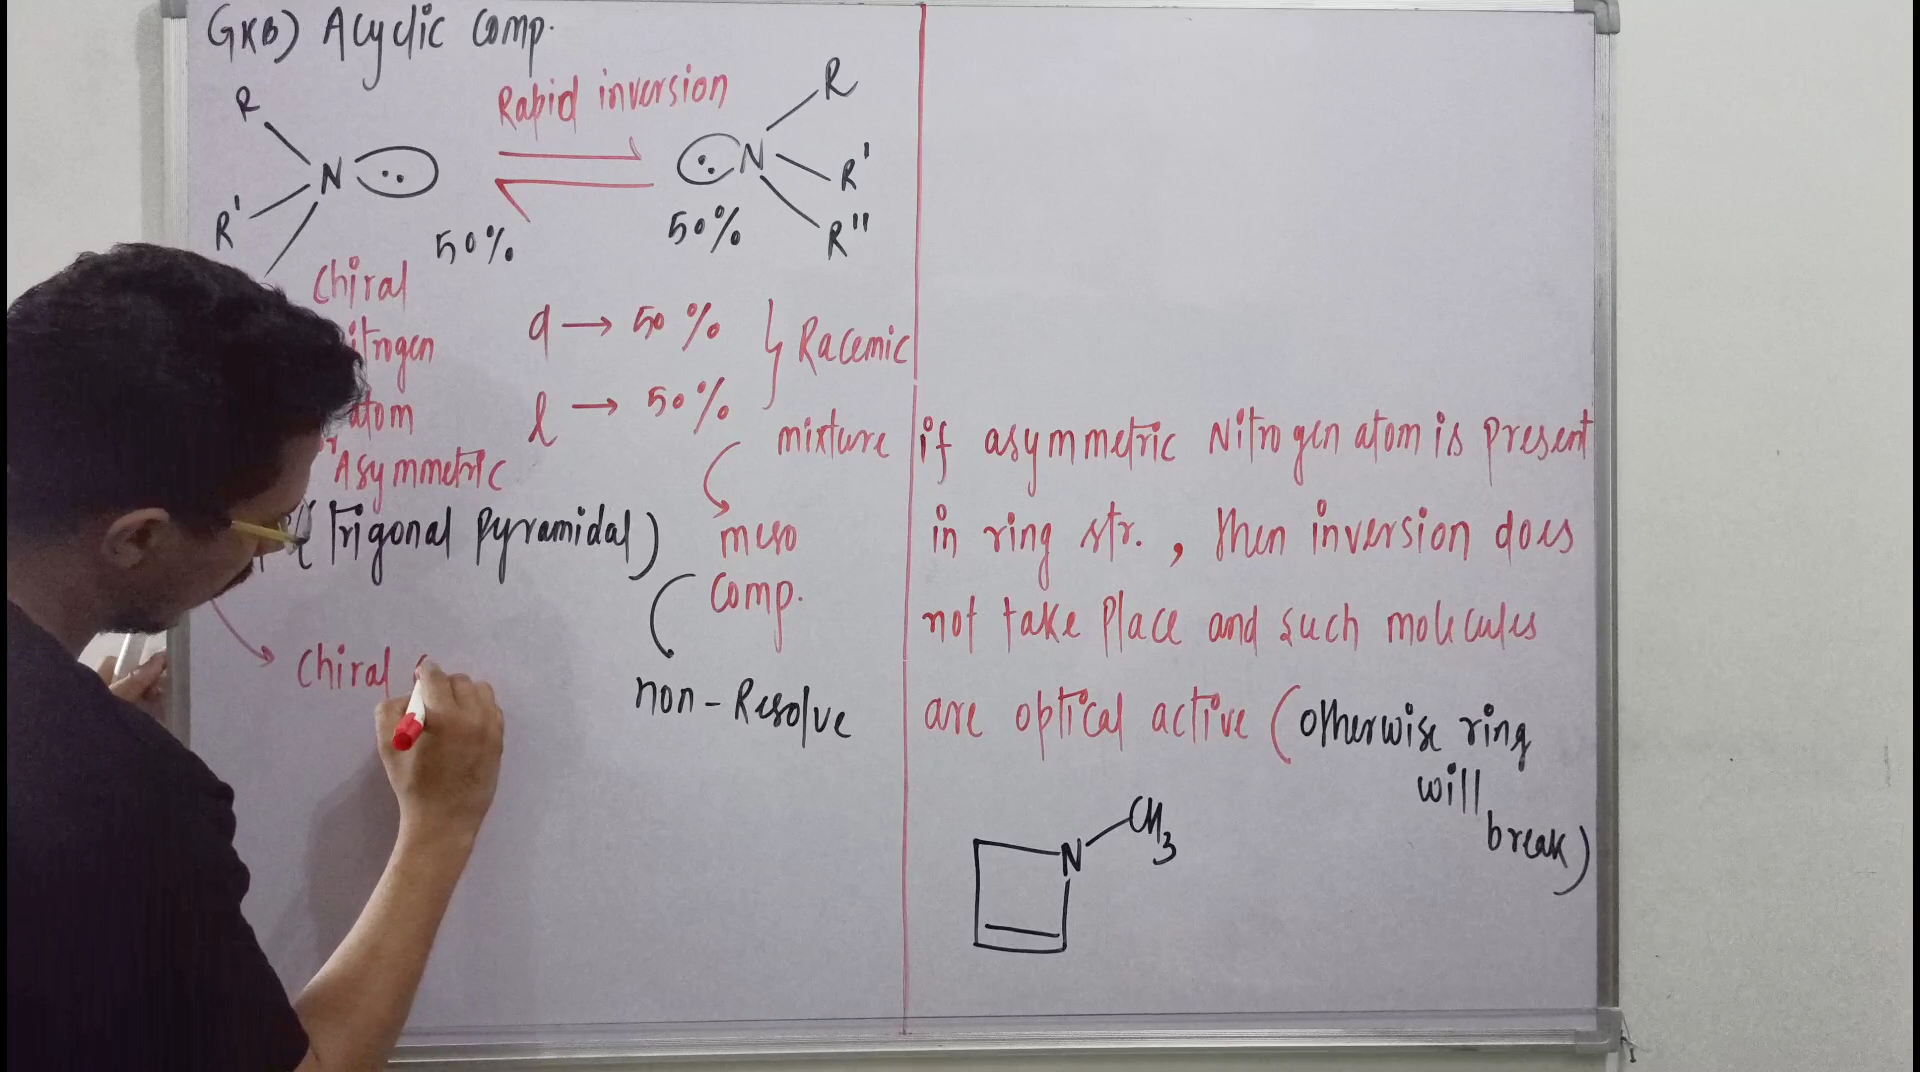 G(B) Acyclic Comp.
Rapid inversion
R
N
R'
50%
R
N
R'
R"
50%
Chiral
itrogen
atom
Asymmetric
(Trigonal Pyramidal)
Chiral
d → 50%
l → 50%
Racemic
mixture
meso
Comp.
non-Resolve
if asymmetric Nitrogen atom is present
in ring str., then inversion does
not take place and such molecules
are optical active (otherwise ring
will
break)
N
CH3